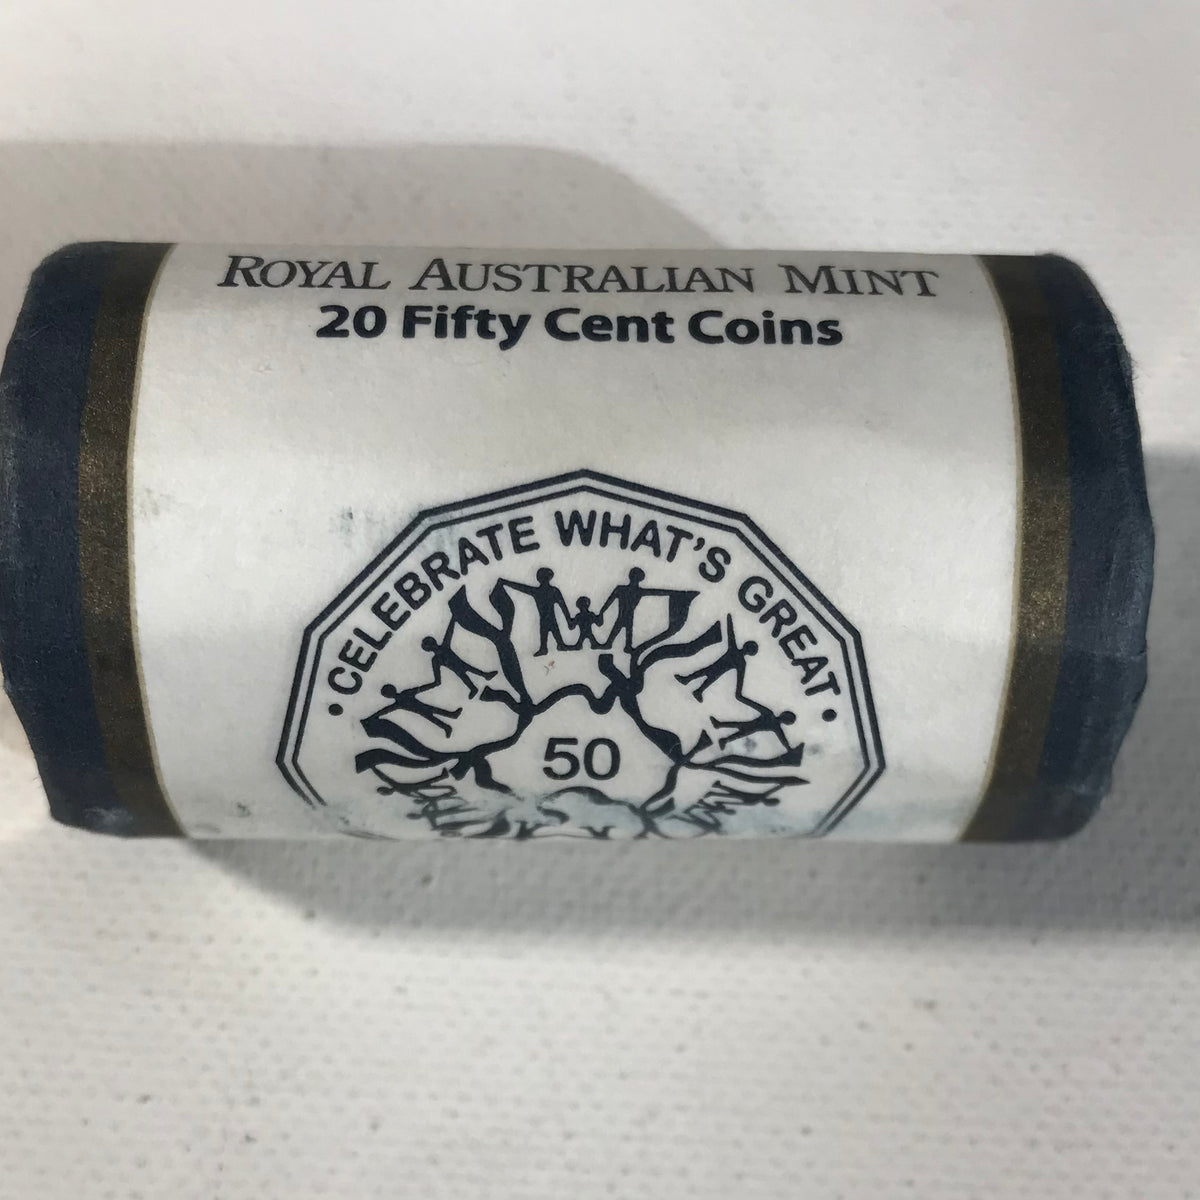 ROYAL AUSTRALIAN MINT
20 Fifty Cent Coins
• CELEBRATE WHAT'S GREAT •
50